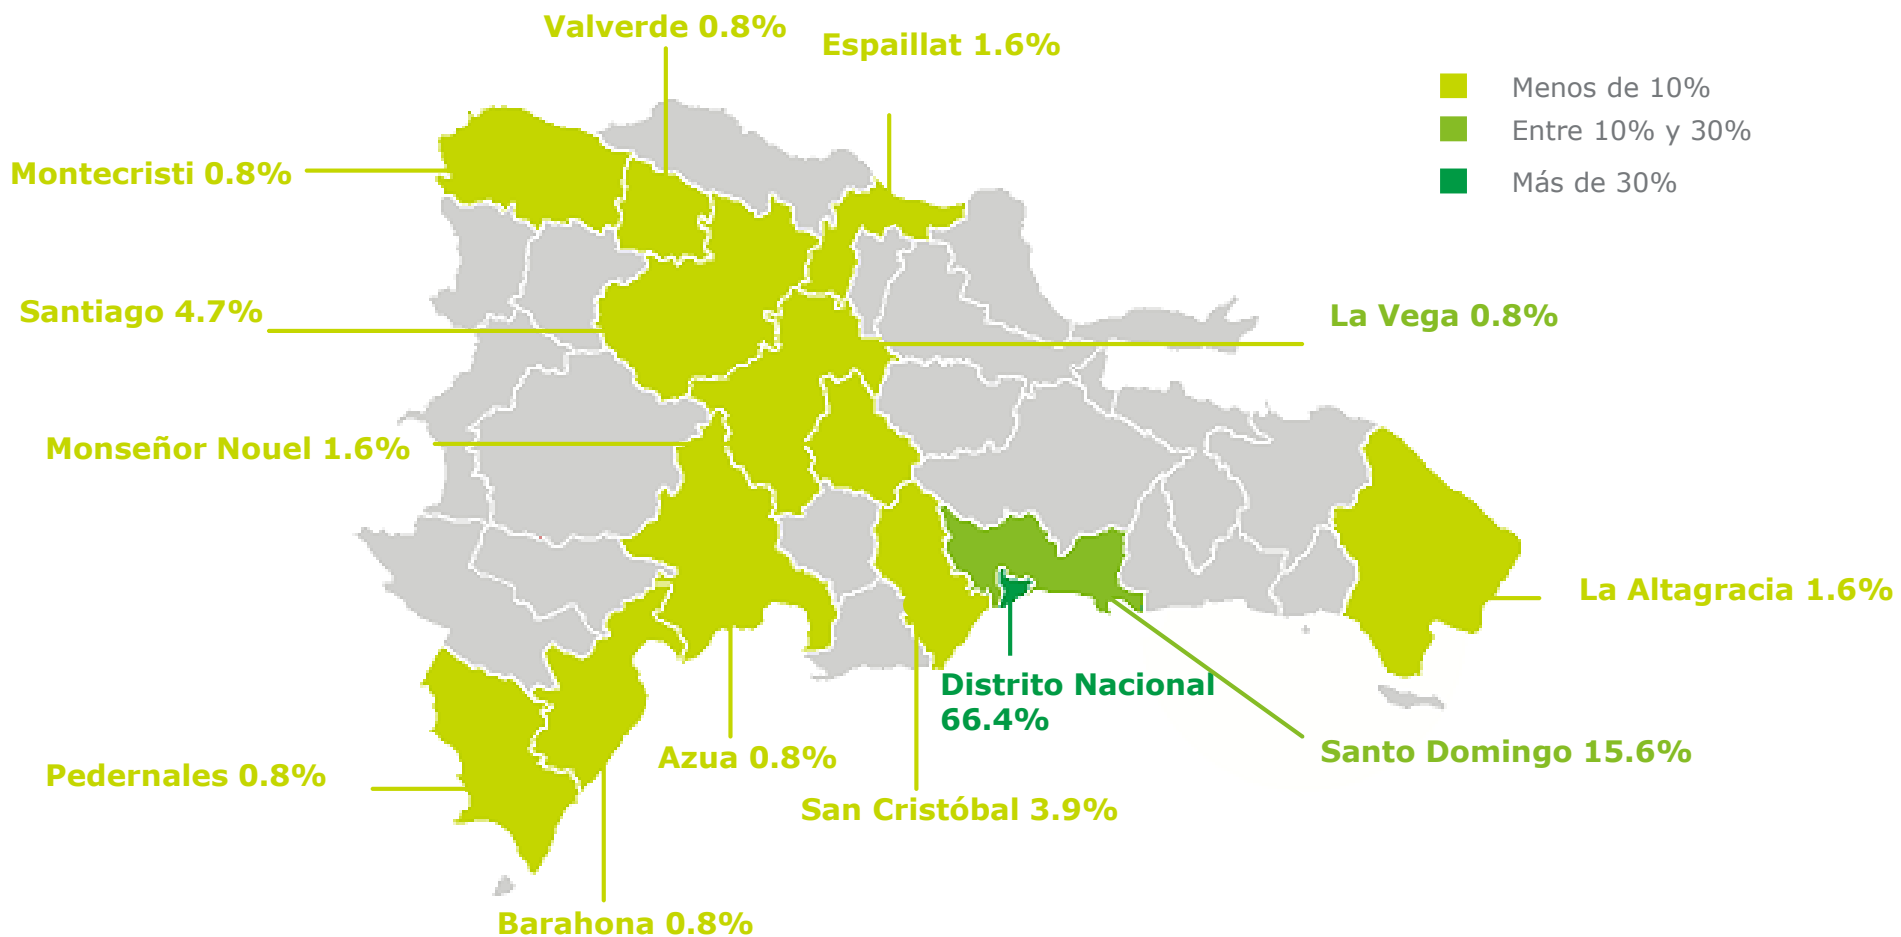 Valverde 0.8%
Espaillat 1.6%
Menos de 10%
Entre 10% y 30%
Más de 30%
Montecristi 0.8%
Santiago 4.7%
La Vega 0.8%
Monseñor Nouel 1.6%
La Altagracia 1.6%
Distrito Nacional
66.4%
Santo Domingo 15.6%
Azua 0.8%
Pedernales 0.8%
San Cristóbal 3.9%
Barahona 0.8%